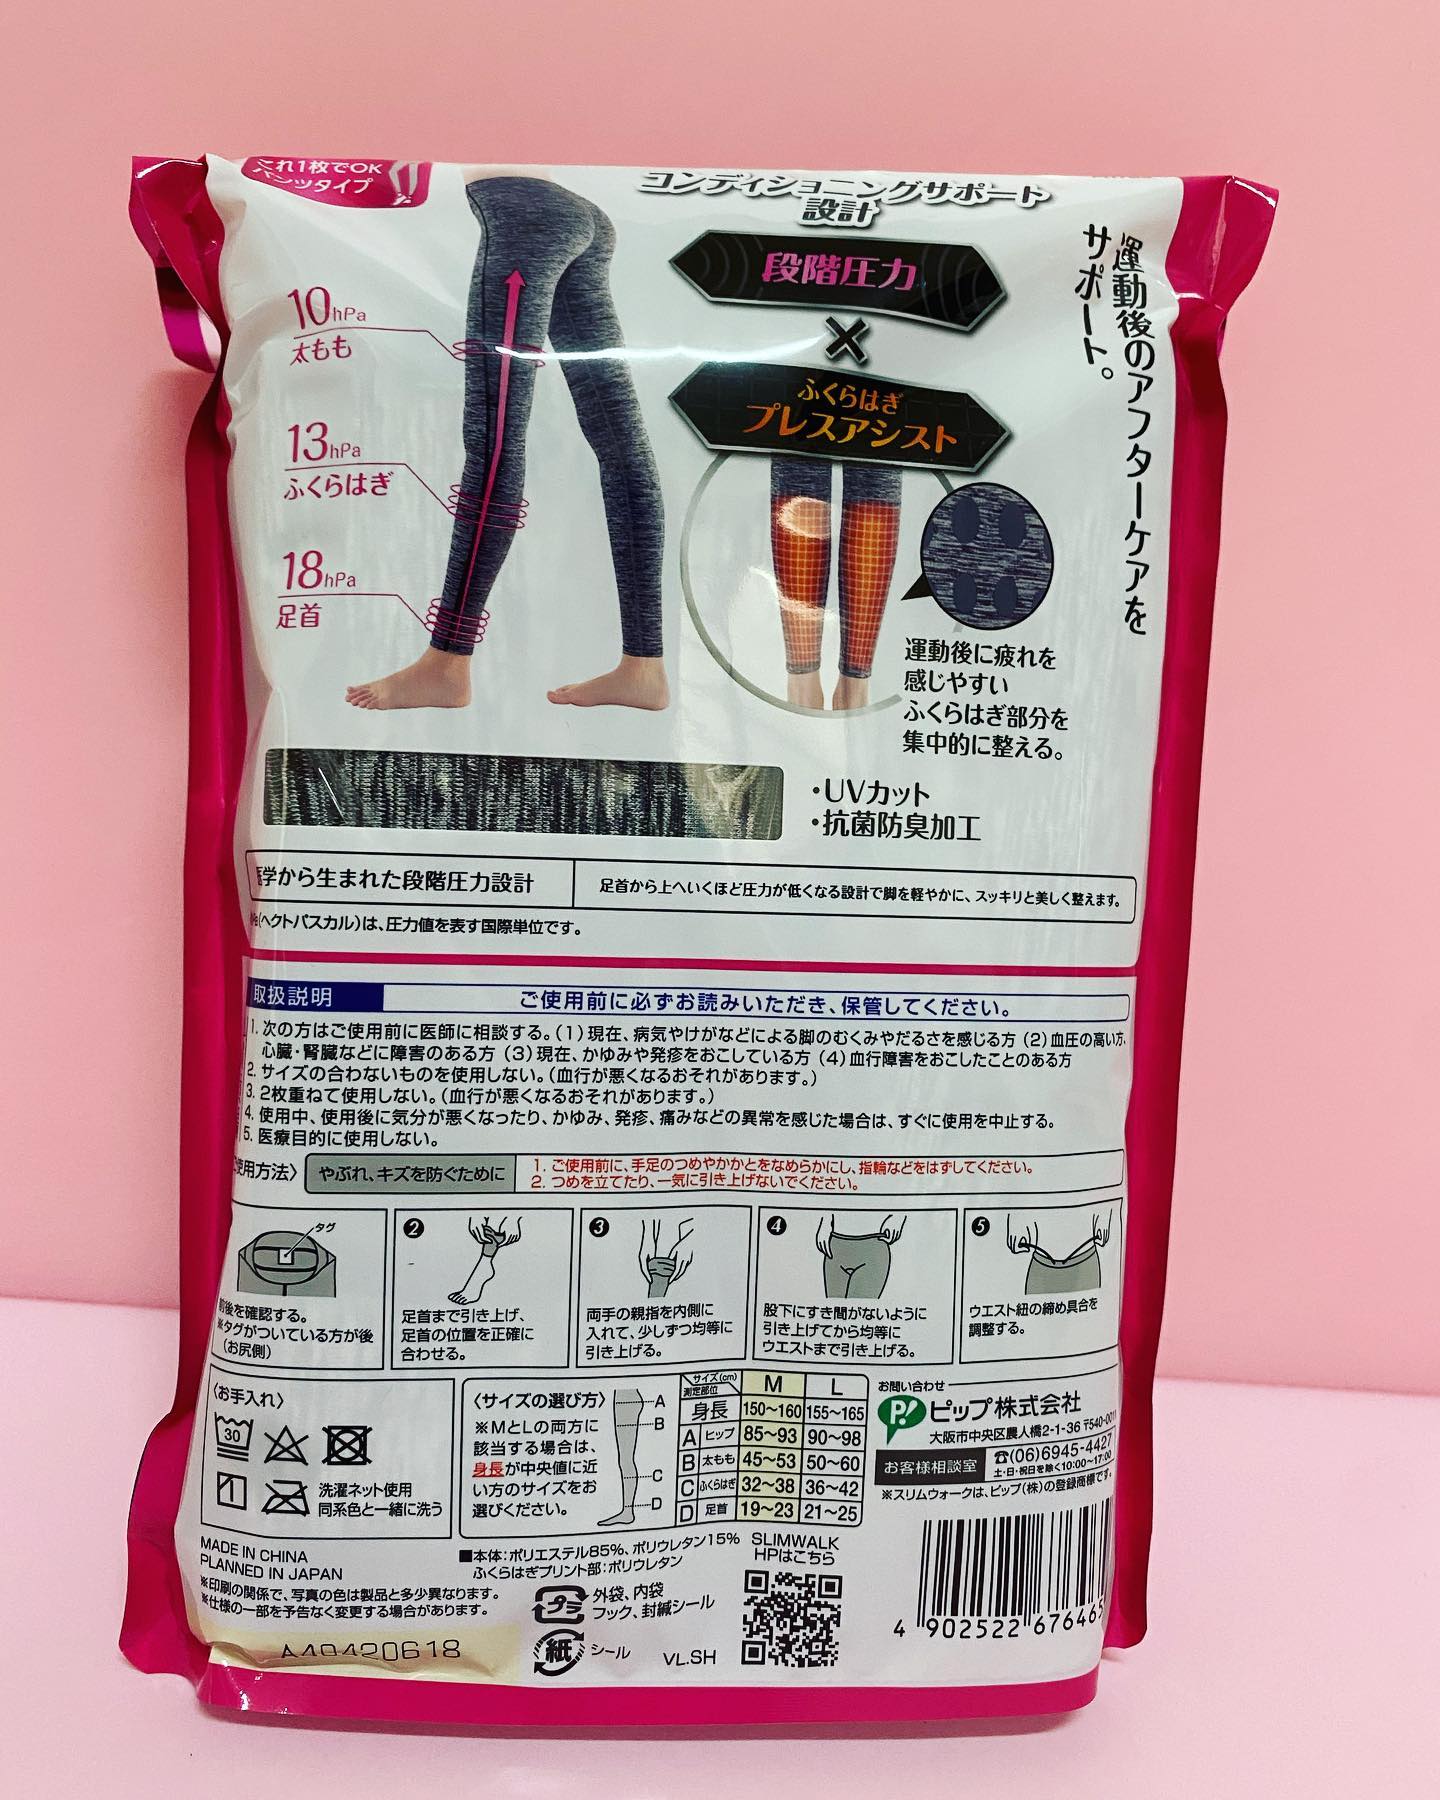 これ1枚でOK
パンツタイプ
コンディショニングサポート
設計
段階圧力
×
ふくらはぎ
プレスアシスト
運動後のアフターケアを
サポート。
10hPa
太もも
13hPa
ふくらはぎ
18hPa
足首
運動後に疲れを
感じやすい
ふくらはぎ部分を
集中的に整える。
・UVカット
・抗菌防臭加工
医学から生まれた段階圧力設計
足首から上へいくほど圧力が低くなる設計で脚を軽やかに、スッキリと美しく整えます。
(ヘクトパスカル)は、圧力値を表す国際単位です。
取扱説明
ご使用前に必ずお読みいただき、保管してください。
1. 次の方はご使用前に医師に相談する。(1)現在、病気やけがなどによる脚のむくみやだるさを感じる方 (2)血圧の高い方、
心臓・腎臓などに障害のある方 (3)現在、かゆみや発疹をおこしている方 (4)血行障害をおこしたことのある方
2. サイズの合わないものを使用しない。(血行が悪くなるおそれがあります。)
3. 2枚重ねて使用しない。(血行が悪くなるおそれがあります。)
4. 使用中、使用後に気分が悪くなったり、かゆみ、発疹、痛みなどの異常を感じた場合は、すぐに使用を中止する。
5. 医療目的に使用しない。
使用方法〉
やぶれ、キズを防ぐために
1. ご使用前に、手足のつめやかかとをなめらかにし、指輪などをはずしてください。
2. つめを立てたり、一気に引き上げないでください。
タグ
前後を確認する。
※タグがついている方が後
(お尻側)
❷
足首まで引き上げ、
足首の位置を正確に
合わせる。
❸
両手の親指を内側に
入れて、少しずつ均等に
引き上げる。
❹
股下にすき間がないように
引き上げてから均等に
ウエストまで引き上げる。
❺
ウエスト紐の締め具合を
調整する。
〈お手入れ〉
30
洗濯ネット使用
同系色と一緒に洗う
〈サイズの選び方〉
※MとLの両方に
該当する場合は、
身長が中央値に近
い方のサイズをお
選びください。
A
B
C
D
サイズ(cm)
測定部位
M L
身長 150〜160 155〜165
A ヒップ 85〜93 90〜98
B 太もも 45〜53 50〜60
C ふくらはぎ 32〜38 36〜42
D 足首 19〜23 21〜25
お問い合わせ
P! ピップ株式会社
大阪市中央区農人橋2-1-36 〒540-0011
お客様相談室
☎(06)6945-4427
土・日・祝日を除く10:00〜17:00
※スリムウォークは、ピップ(株)の登録商標です。
MADE IN CHINA
PLANNED IN JAPAN
※印刷の関係で、写真の色は製品と多少異なります。
※仕様の一部を予告なく変更する場合があります。
■本体:ポリエステル85%、ポリウレタン15%
ふくらはぎプリント部:ポリウレタン
プラ
外袋、内袋
フック、封緘シール
紙
シール
VL.SH
SLIMWALK
HPはこちら
4 902522 676465
A40420618